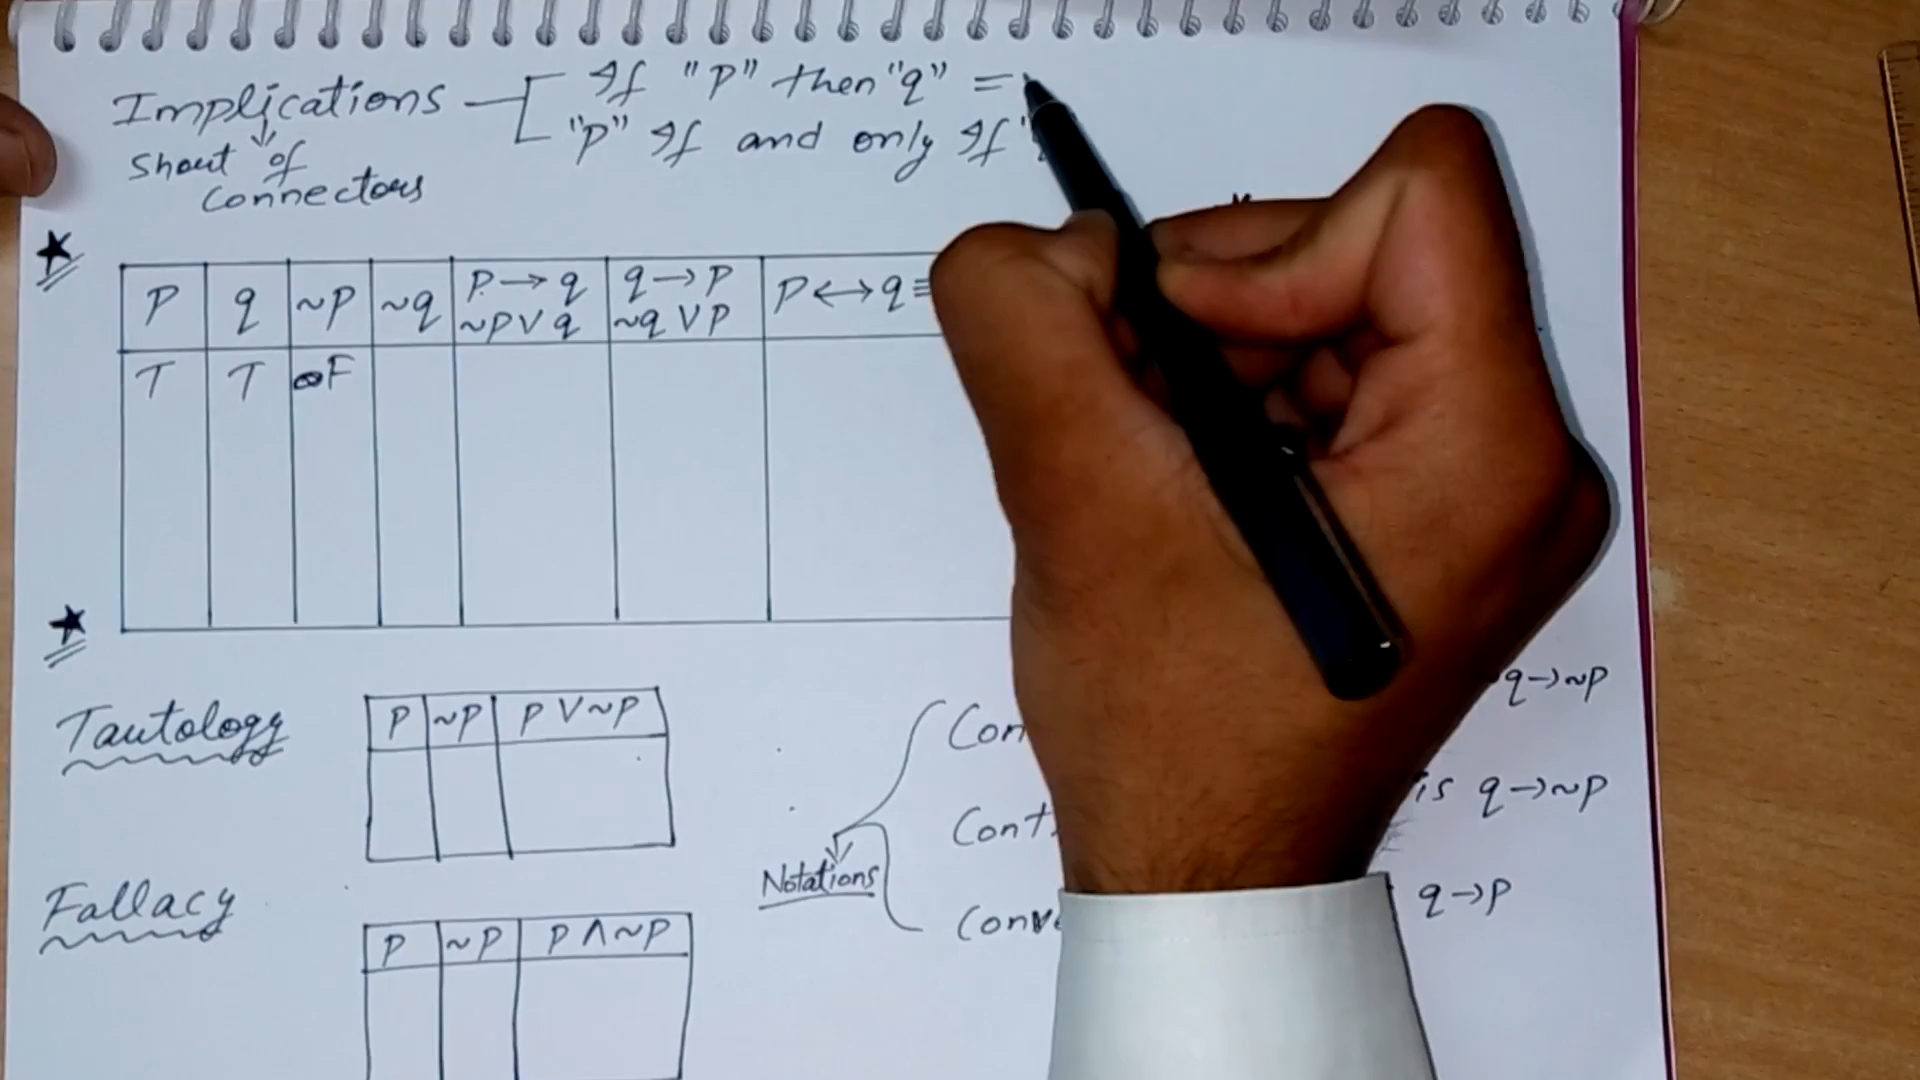 Implications If "P" then "q" =
"p" If and only If
Short of
Connectors
P q ~P ~q P→q q→P P↔q≡
~P∨q ~q∨P
T T F
Tautology P ~P P∨~P
q→~P
is q→~P
Notations
Fallacy P ~P P∧~P
q→P